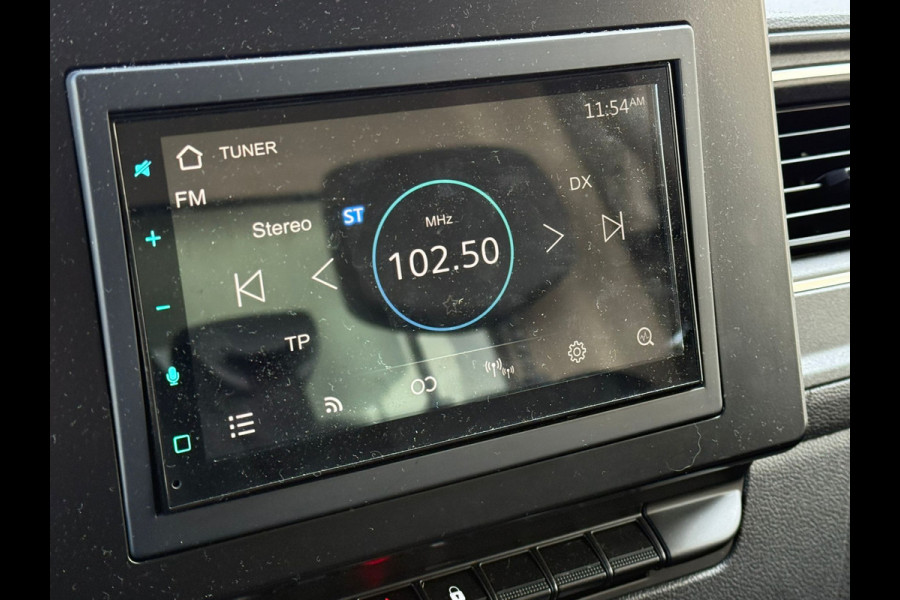 11:54AM
TUNER
FM
DX
Stereo
ST
MHz
102.50
TP